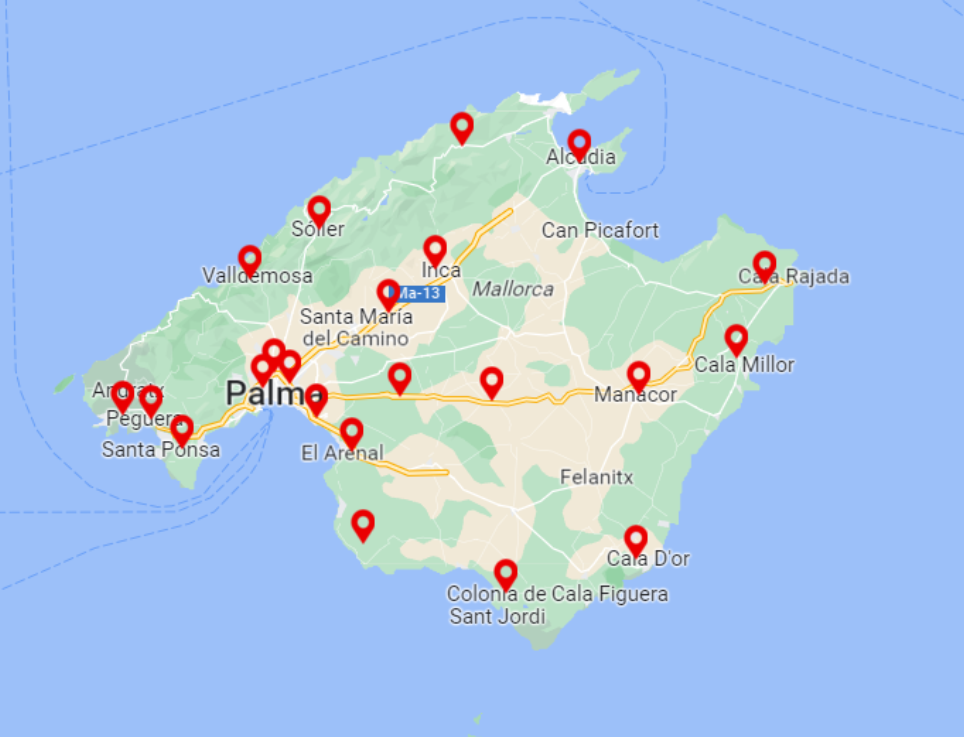 Alcúdia
Sóller
Can Picafort
Valldemosa
Inca
Cala Rajada
Mallorca
Ma-13
Santa María
del Camino
Cala Millor
Andratx
Palma
Manacor
Peguera
Santa Ponsa
El Arenal
Felanitx
Cala D'or
Colonia de
Sant Jordi
Cala Figuera